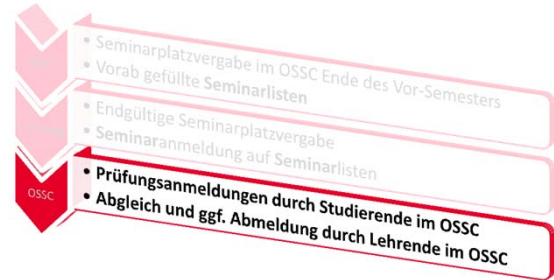 • Seminarplatzvergabe im OSSC Ende des Vor-Semesters
• Vorab gefüllte Seminarlisten
• Endgültige Seminarplatzvergabe
• Seminaranmeldung auf Seminarlisten
OSSC
• Prüfungsanmeldungen durch Studierende im OSSC
• Abgleich und ggf. Abmeldung durch Lehrende im OSSC